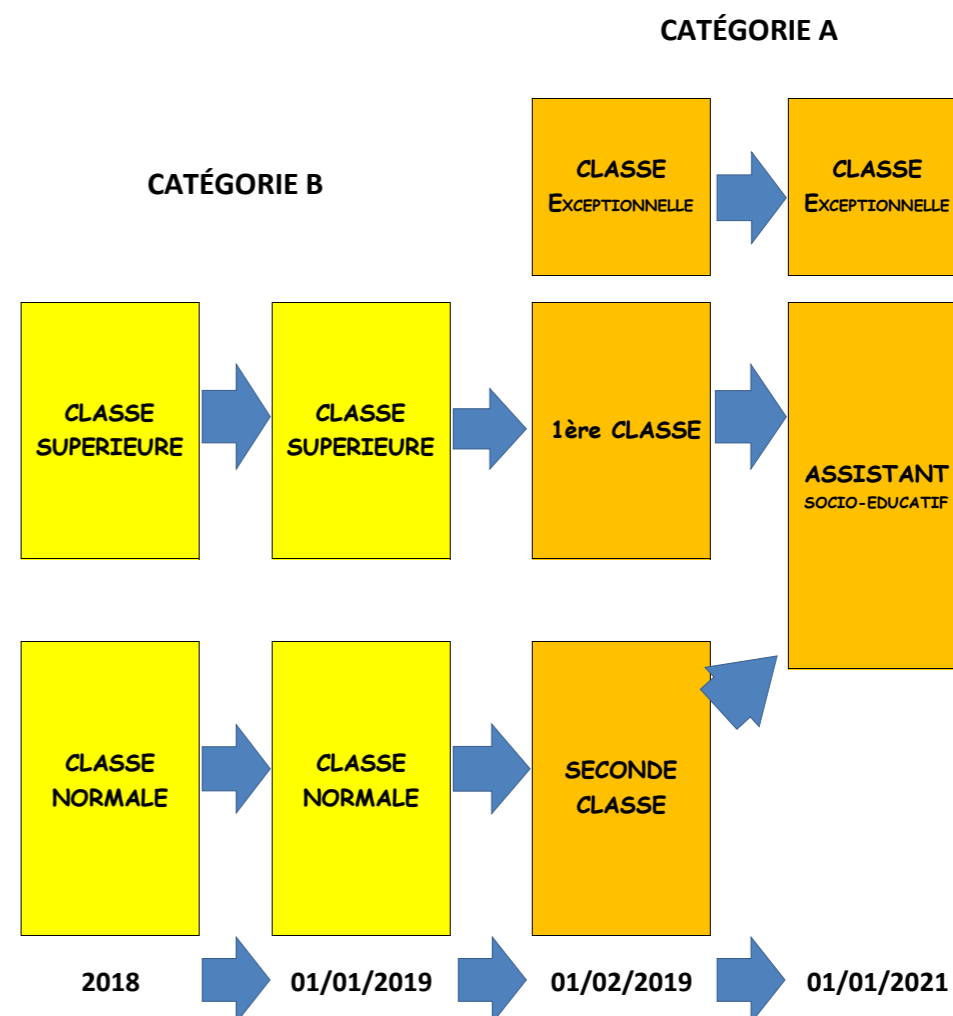 CATÉGORIE A
CATÉGORIE B
CLASSE
EXCEPTIONNELLE
CLASSE
EXCEPTIONNELLE
CLASSE
SUPERIEURE
CLASSE
SUPERIEURE
1ère CLASSE
ASSISTANT
SOCIO-EDUCATIF
CLASSE
NORMALE
CLASSE
NORMALE
SECONDE
CLASSE
2018
01/01/2019
01/02/2019
01/01/2021